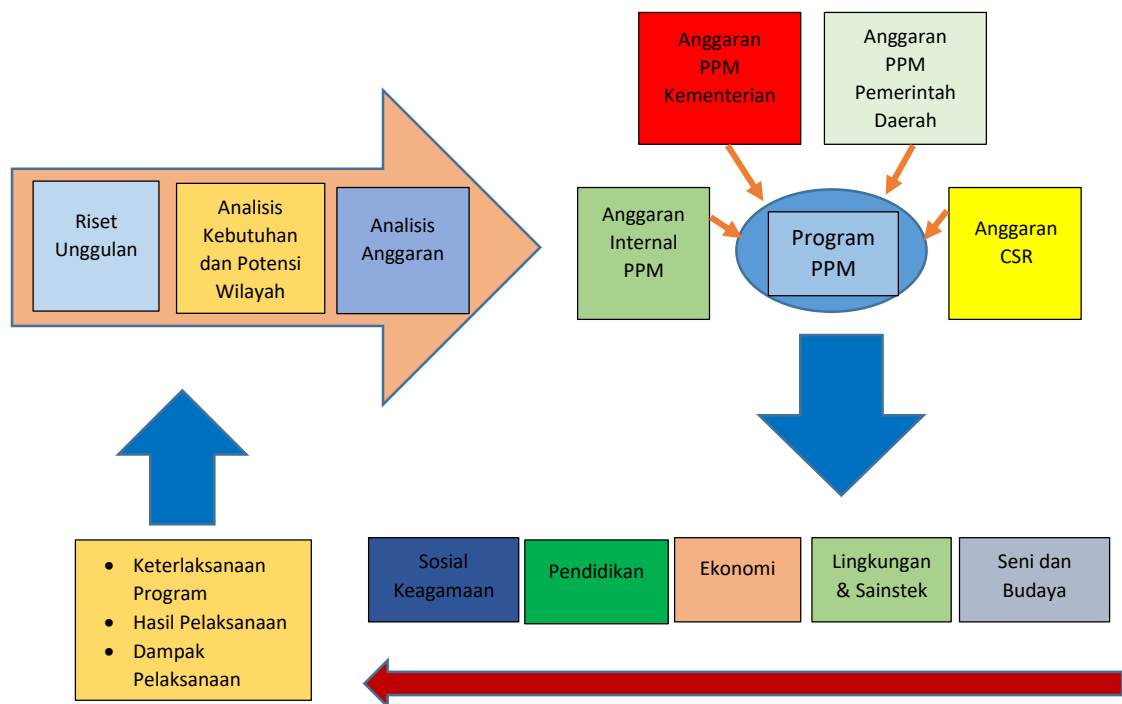 Riset
Unggulan
Analisis
Kebutuhan
dan Potensi
Wilayah
Analisis
Anggaran
Anggaran
PPM
Kementerian
Anggaran
PPM
Pemerintah
Daerah
Anggaran
Internal
PPM
Program
PPM
Anggaran
CSR
Sosial
Keagamaan
Pendidikan
Ekonomi
Lingkungan
& Sainstek
Seni dan
Budaya
• Keterlaksanaan
Program
• Hasil Pelaksanaan
• Dampak
Pelaksanaan